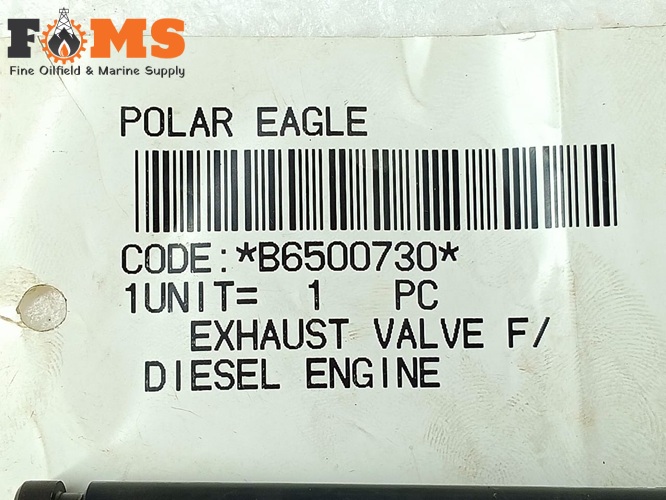 FOMS
Fine Oilfield & Marine Supply
POLAR EAGLE
CODE:*B6500730*
1UNIT= 1 PC
EXHAUST VALVE F/
DIESEL ENGINE